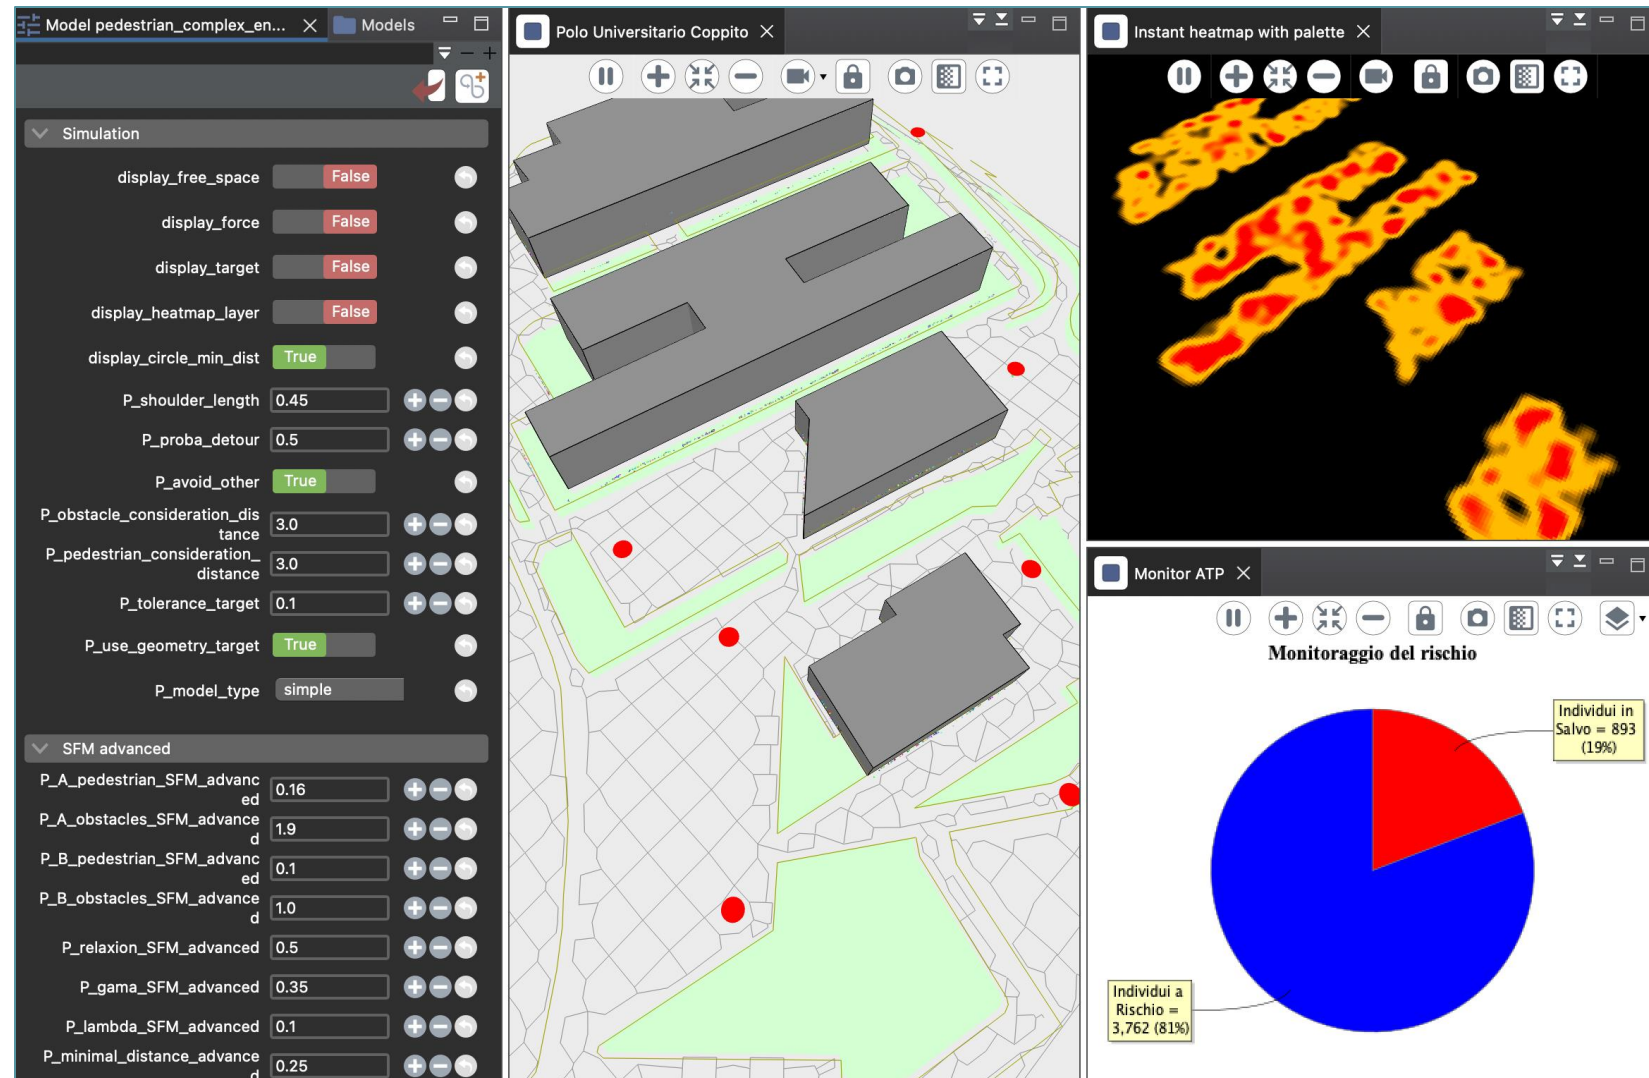 Model pedestrian_complex_en...
Models
Simulation
display_free_space False
display_force False
display_target False
display_heatmap_layer False
display_circle_min_dist True
P_shoulder_length 0.45
P_proba_detour 0.5
P_avoid_other True
P_obstacle_consideration_dis
tance 3.0
P_pedestrian_consideration_
distance 3.0
P_tolerance_target 0.1
P_use_geometry_target True
P_model_type simple
SFM advanced
P_A_pedestrian_SFM_advanc
ed 0.16
P_A_obstacles_SFM_advance
d 1.9
P_B_pedestrian_SFM_advanc
ed 0.1
P_B_obstacles_SFM_advance
d 1.0
P_relaxion_SFM_advanced 0.5
P_gama_SFM_advanced 0.35
P_lambda_SFM_advanced 0.1
P_minimal_distance_advance
d 0.25
Polo Universitario Coppito
Instant heatmap with palette
Monitor ATP
Monitoraggio del rischio
Individui in
Salvo = 893
(19%)
Individui a
Rischio =
3,762 (81%)